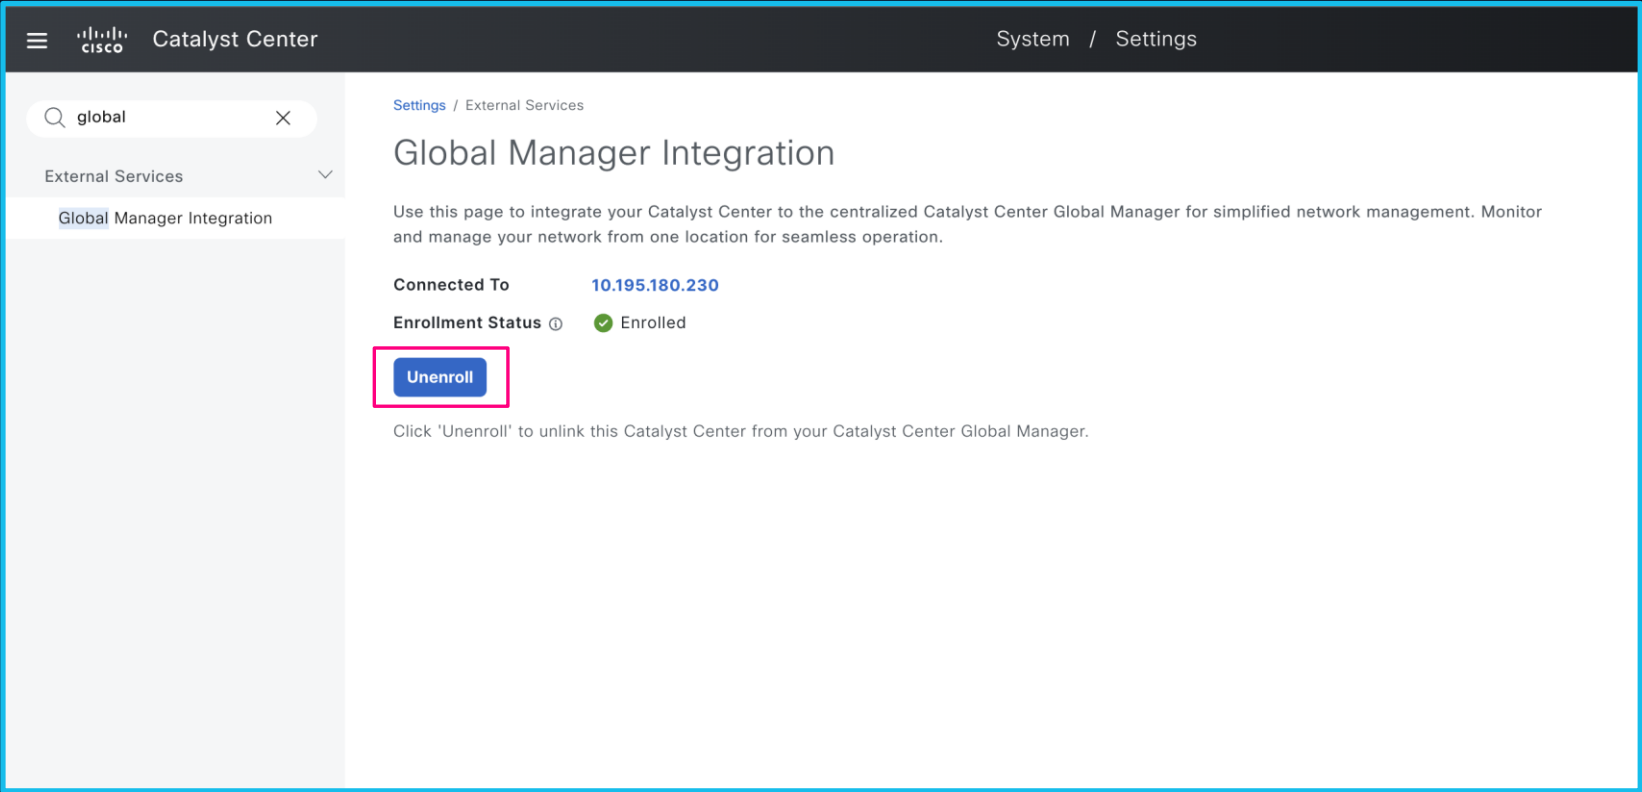 CISCO
Catalyst Center
System / Settings
global
External Services
Global Manager Integration
Settings / External Services
Global Manager Integration
Use this page to integrate your Catalyst Center to the centralized Catalyst Center Global Manager for simplified network management. Monitor
and manage your network from one location for seamless operation.
Connected To 10.195.180.230
Enrollment Status Enrolled
Unenroll
Click 'Unenroll' to unlink this Catalyst Center from your Catalyst Center Global Manager.